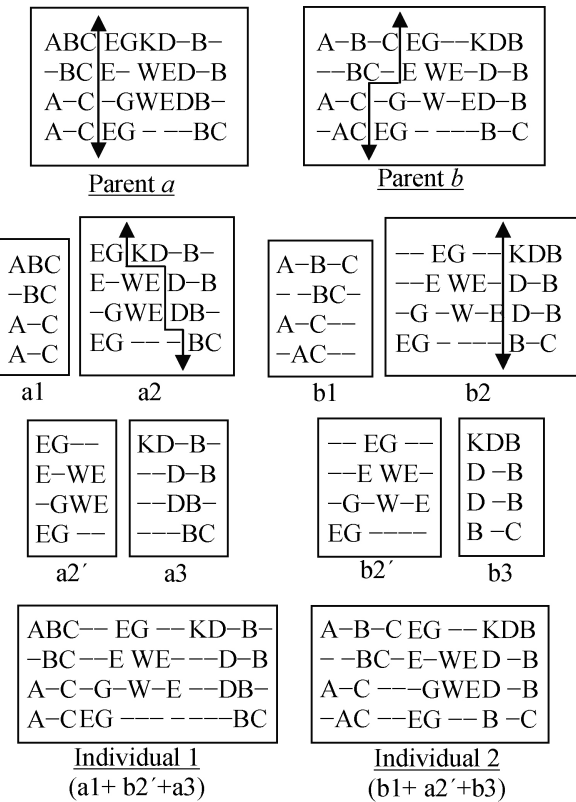 ABC EGKD–B–
–BC E– WED–B
A–C –GWEDB–
A–C EG – ––BC
Parent a
A–B–C EG––KDB
––BC–E WE–D–B
A–C –G–W–ED–B
–AC EG – –––B–C
Parent b
ABC
–BC
A–C
A–C
a1
EG KD–B–
E–WE D–B
–GWE DB–
EG –– –BC
a2
A–B–C
– –BC–
A–C––
–AC––
b1
–– EG –– KDB
––E WE– D–B
–G –W–E D–B
EG – –––– B–C
b2
EG––
E–WE
–GWE
EG ––
a2´
KD–B–
––D–B
––DB–
–––BC
a3
–– EG ––
––E WE–
–G–W–E
EG ––––
b2´
KDB
D –B
D –B
B –C
b3
ABC–– EG ––KD–B–
–BC––E WE–––D–B
A–C–G–W–E ––DB–
A–CEG ––– ––––BC
Individual 1
(a1+ b2´+a3)
A–B–C EG ––KDB
– –BC–E–WED –B
A–C –––GWED –B
–AC ––EG––B –C
Individual 2
(b1+ a2´+b3)